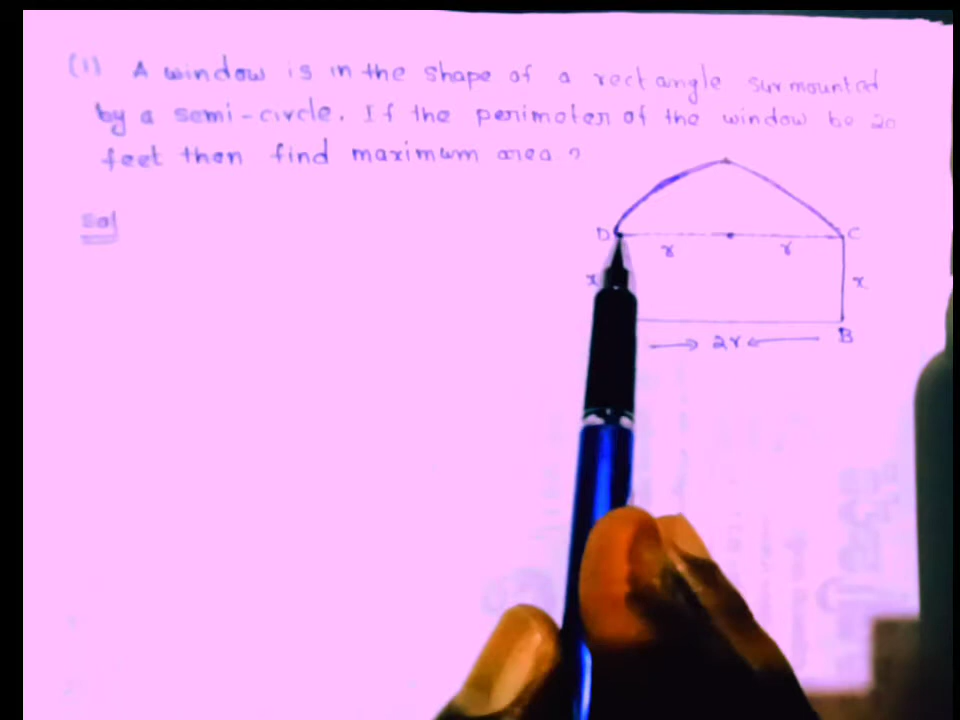 (1) A window is in the shape of a rectangle surmounted
by a semi-circle. If the perimeter of the window be 20
feet then find maximum area ?
Sol
D
C
r
r
x
x
B
2r